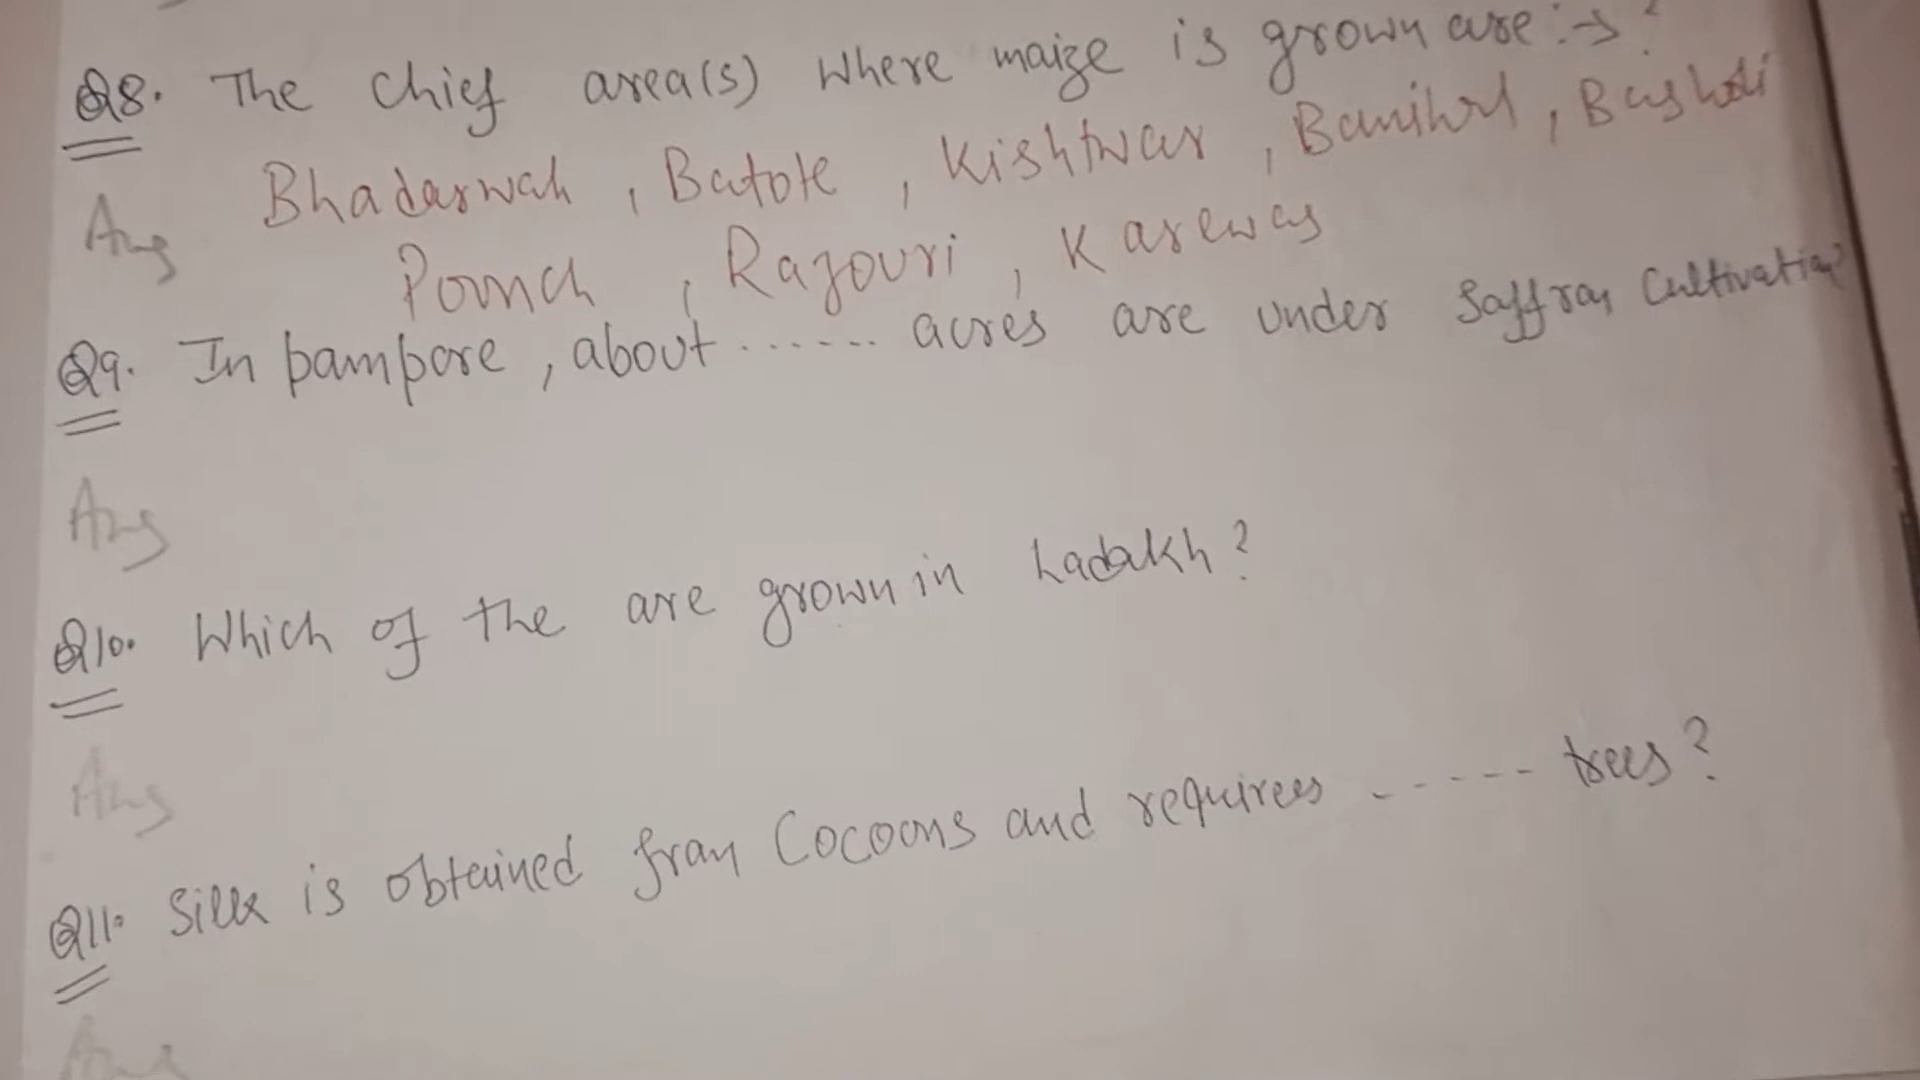 Q8. The Chief area(s) where maize is grown are :→ ?
Ans Bhadarwah , Batote , Kishtwar , Banihal , Basholi
Poonch , Rajouri , Karewas
Q9. In pampore , about ....... acres are under Saffron Cultivation?
Ans
Q10. Which of the are grown in Ladakh ?
Ans
Q11. Silk is obtained from Cocoons and requirees ...... trees ?
Ans